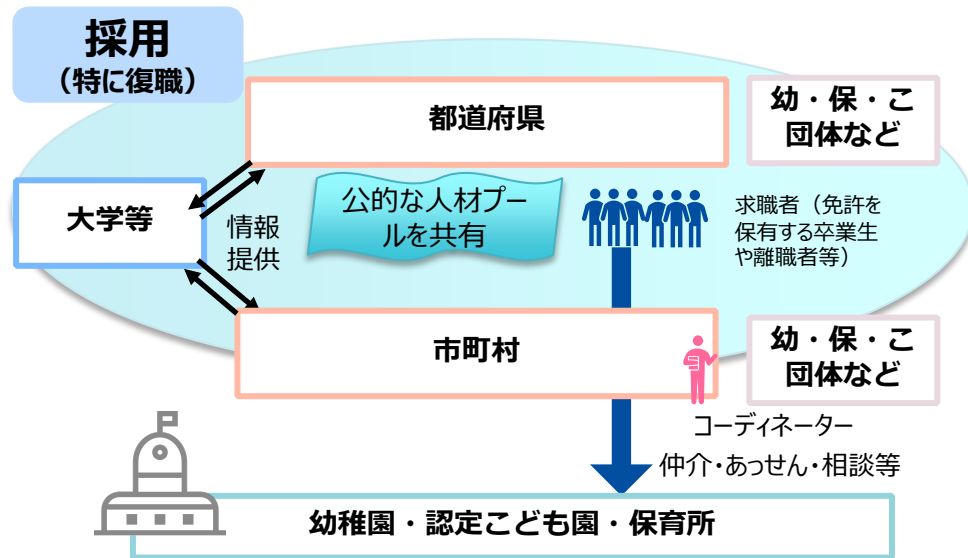 採用
（特に復職）
都道府県
幼・保・こ
団体など
大学等
情報
提供
公的な人材プー
ルを共有
求職者（免許を
保有する卒業生
や離職者等）
市町村
幼・保・こ
団体など
コーディネーター
仲介・あっせん・相談等
幼稚園・認定こども園・保育所